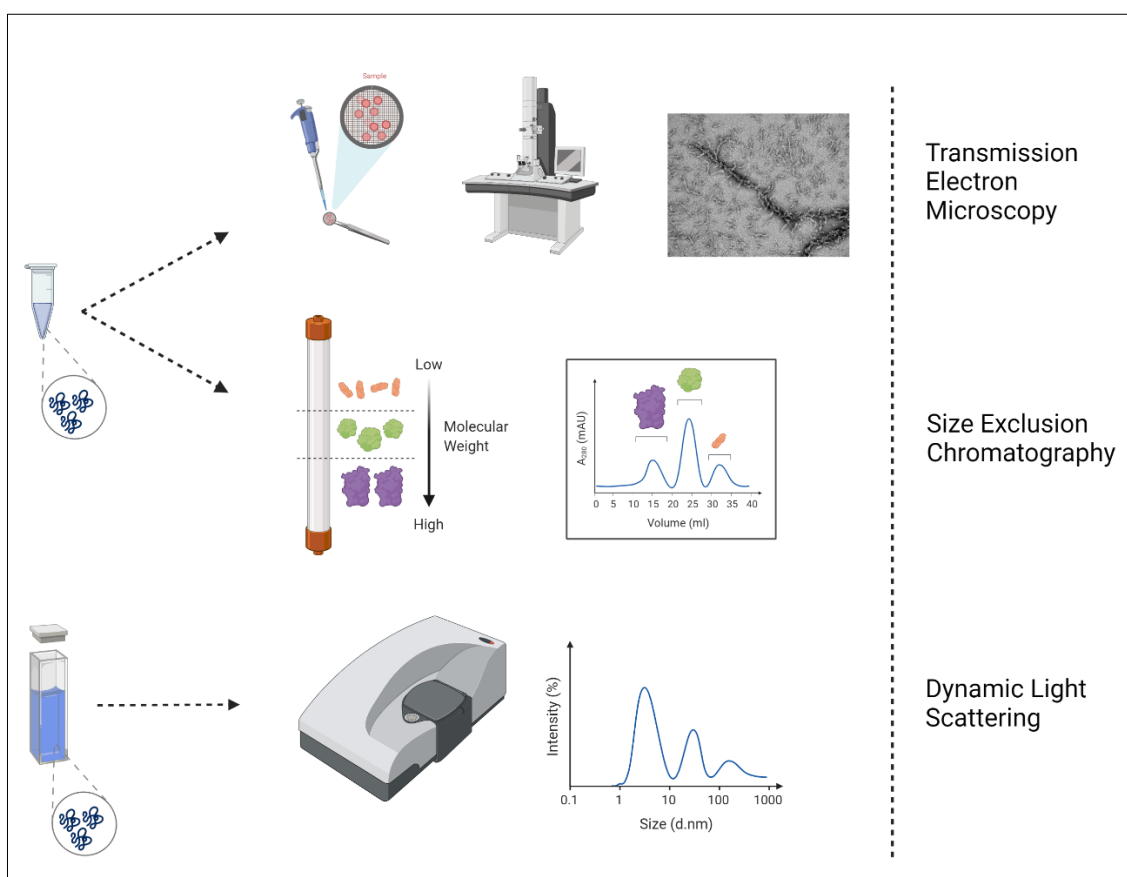 Sample
Transmission
Electron
Microscopy
Low
Molecular
Weight
High
A₂₈₀ (mAU)
0 5 10 15 20 25 30 35 40
Volume (ml)
Size Exclusion
Chromatography
Intensity (%)
0.1 1 10 100 1000
Size (d.nm)
Dynamic Light
Scattering